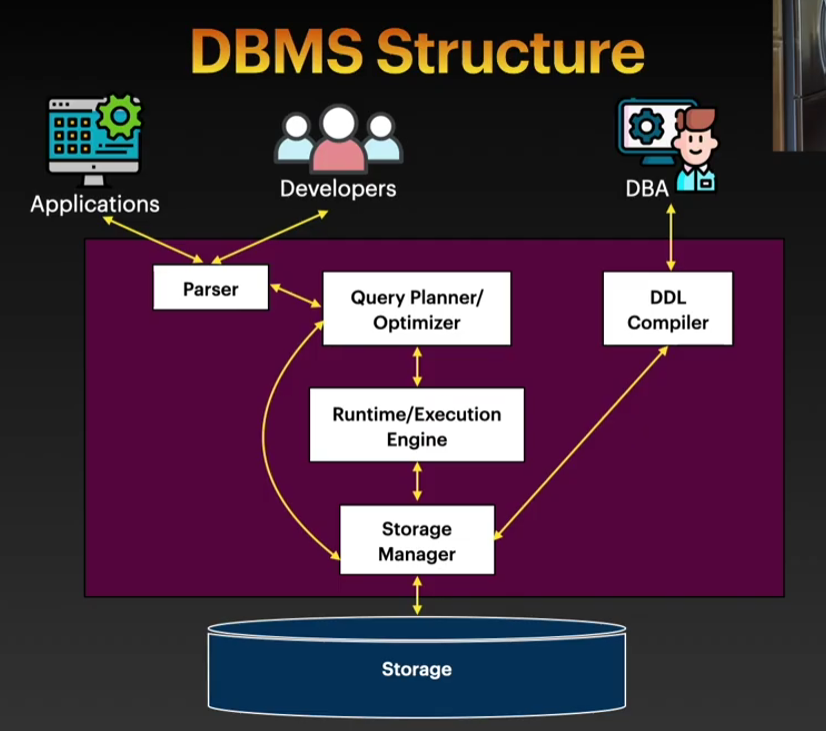 DBMS Structure
Applications
Developers
DBA
Parser
Query Planner/
Optimizer
DDL
Compiler
Runtime/Execution
Engine
Storage
Manager
Storage